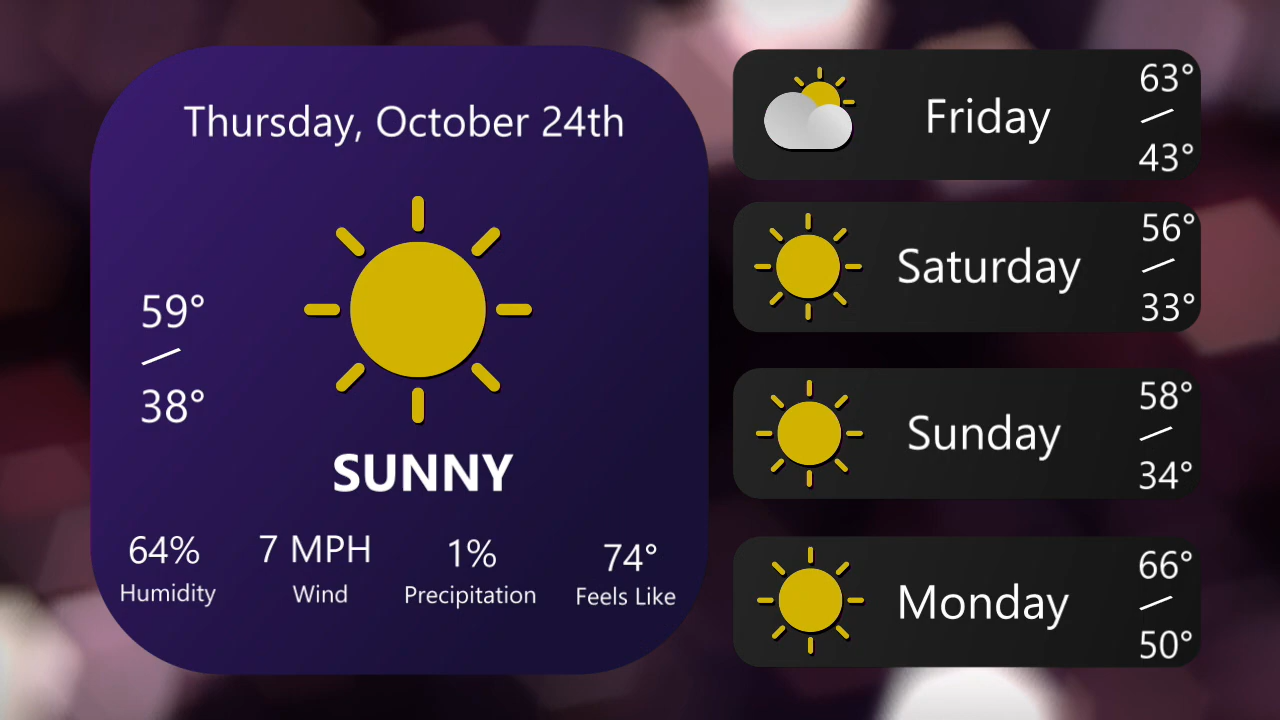 Thursday, October 24th
59°
38°
SUNNY
64%
Humidity
7 MPH
Wind
1%
Precipitation
74°
Feels Like
Friday
63°
43°
Saturday
56°
33°
Sunday
58°
34°
Monday
66°
50°